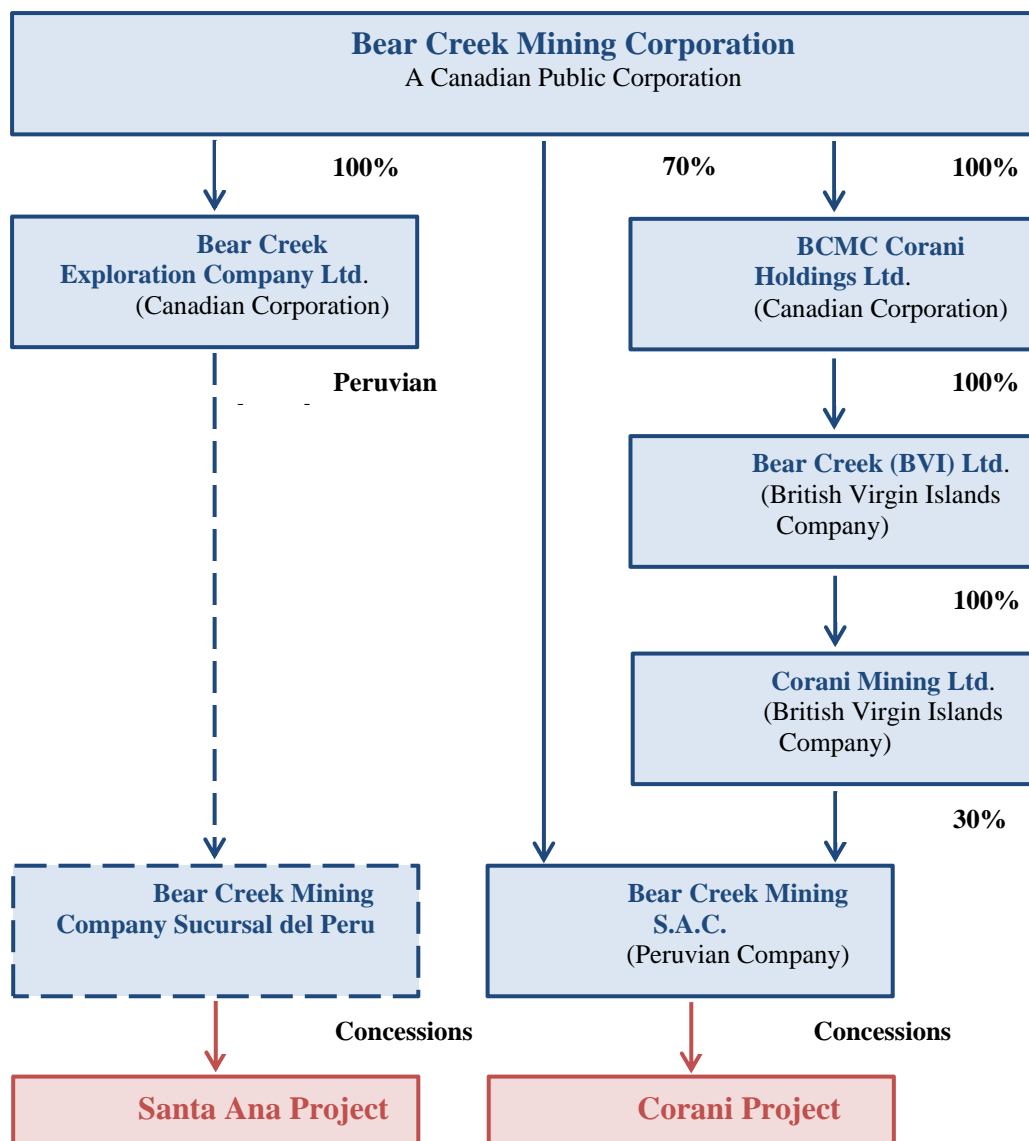 Bear Creek Mining Corporation
A Canadian Public Corporation
100%
70%
100%
Bear Creek
Exploration Company Ltd.
(Canadian Corporation)
BCMC Corani
Holdings Ltd.
(Canadian Corporation)
Peruvian
100%
Bear Creek (BVI) Ltd.
(British Virgin Islands
Company)
100%
Corani Mining Ltd.
(British Virgin Islands
Company)
30%
Bear Creek Mining
Company Sucursal del Peru
Bear Creek Mining
S.A.C.
(Peruvian Company)
Concessions
Concessions
Santa Ana Project
Corani Project